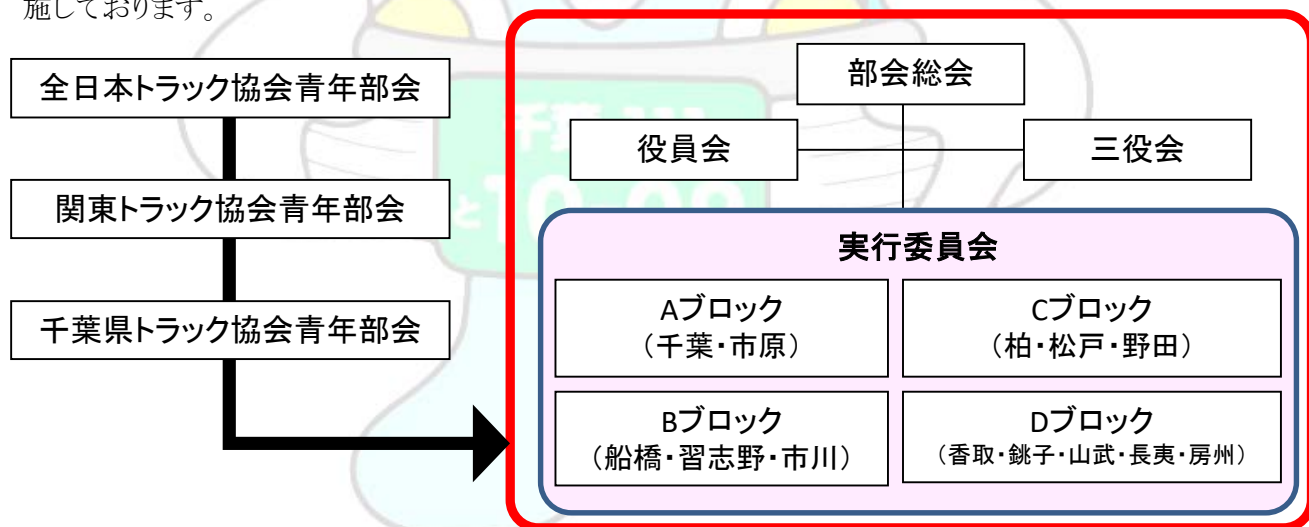 施しております。
全日本トラック協会青年部会
関東トラック協会青年部会
千葉県トラック協会青年部会
部会総会
役員会
三役会
実行委員会
Aブロック
（千葉・市原）
Cブロック
（柏・松戸・野田）
Bブロック
（船橋・習志野・市川）
Dブロック
（香取・銚子・山武・長夷・房州）